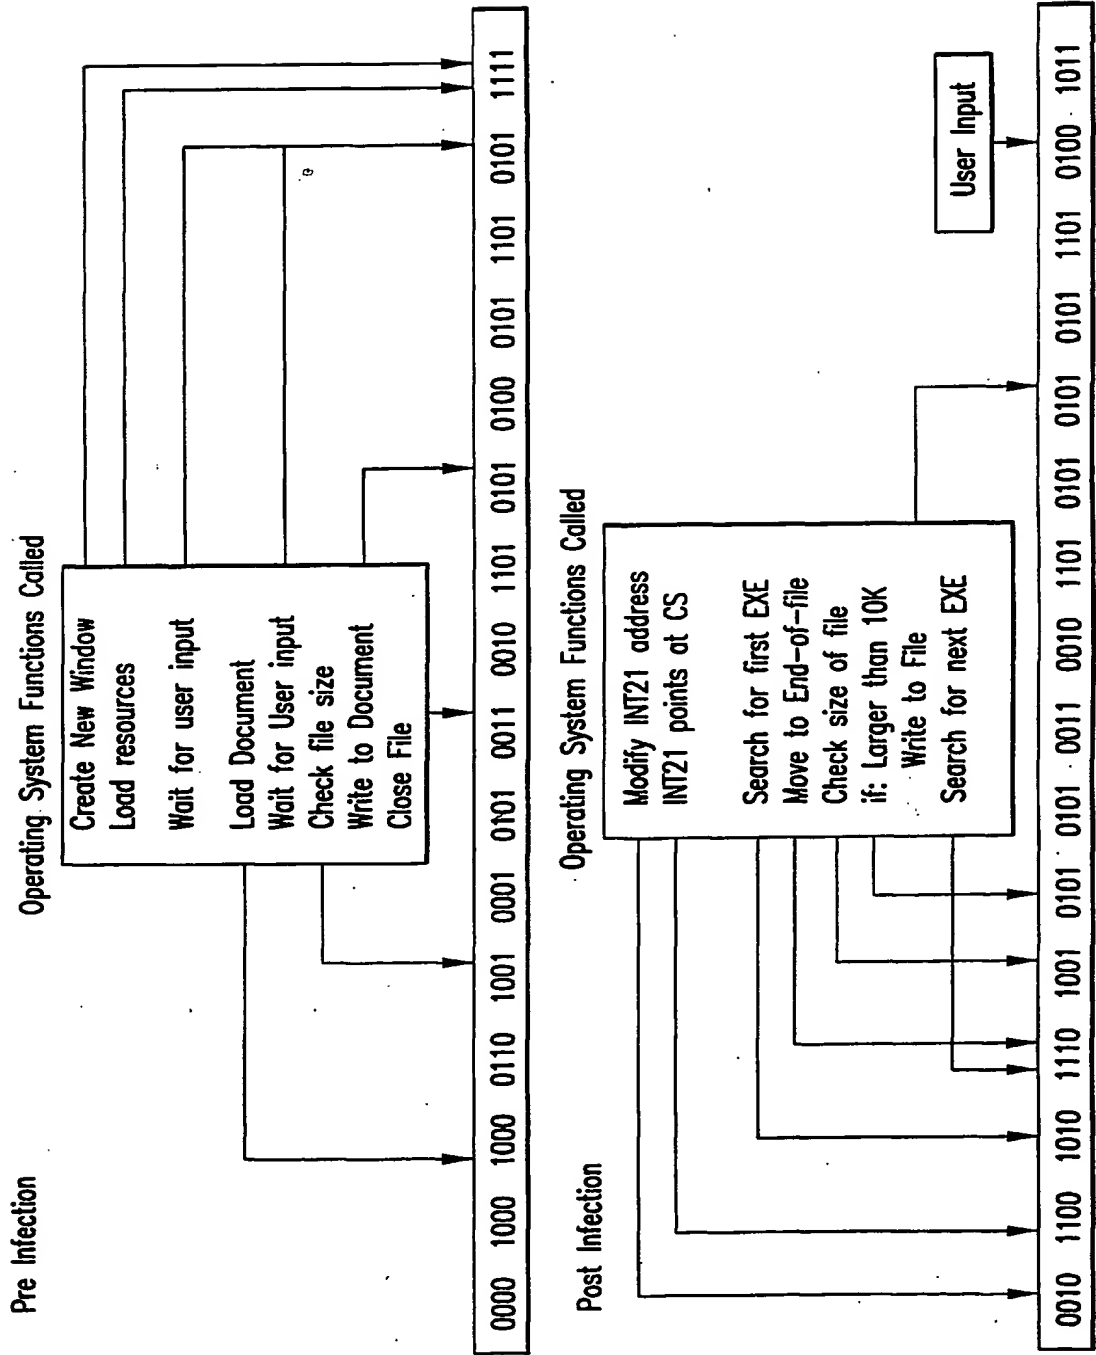 Pre Infection
Operating System Functions Called
Create New Window
Load resources
Wait for user input
Load Document
Wait for User input
Check file size
Write to Document
Close File
0000 1000 1000 0110 1001 0001 0101 0011 0010 1101 0101 0100 0101 1101 0101 1111
Post Infection
Operating System Functions Called
Modify INT21 address
INT21 points at CS
Search for first EXE
Move to End-of-file
Check size of file
if: Larger than 10K
Write to File
Search for next EXE
User Input
0010 1100 1010 1110 1001 0101 0101 0011 0010 1101 0101 0101 0101 1101 0100 1011